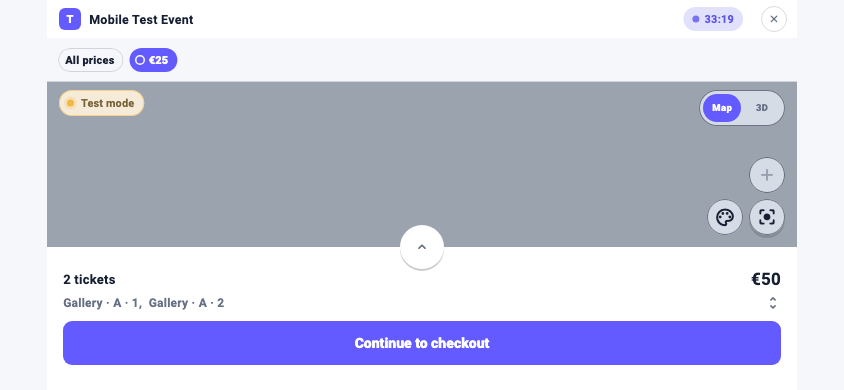 T Mobile Test Event 33:19
All prices €25
Test mode Map 3D
2 tickets €50
Gallery · A · 1, Gallery · A · 2
Continue to checkout